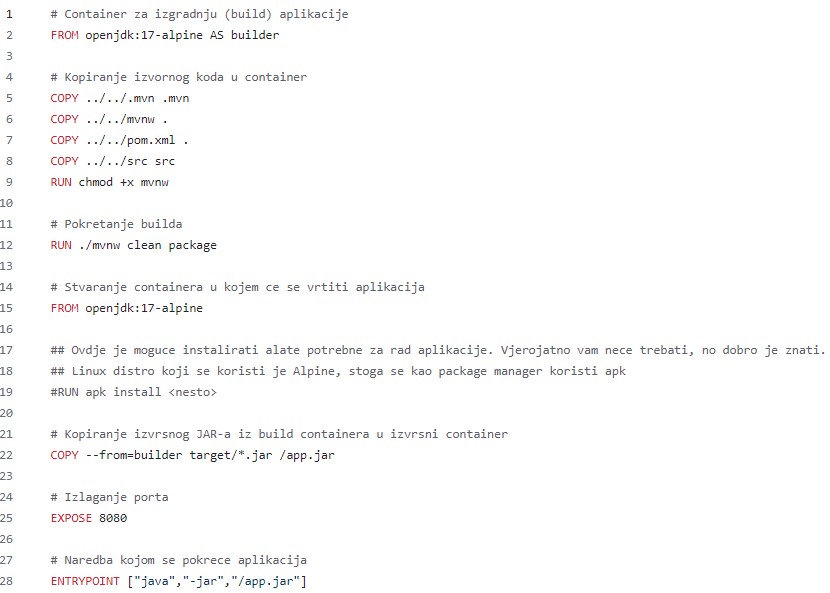 1 # Container za izgradnju (build) aplikacije
2 FROM openjdk:17-alpine AS builder
3
4 # Kopiranje izvornog koda u container
5 COPY ../../.mvn .mvn
6 COPY ../../mvnw .
7 COPY ../../pom.xml .
8 COPY ../../src src
9 RUN chmod +x mvnw
10
11 # Pokretanje builda
12 RUN ./mvnw clean package
13
14 # Stvaranje containera u kojem ce se vrtiti aplikacija
15 FROM openjdk:17-alpine
16
17 ## Ovdje je moguce instalirati alate potrebne za rad aplikacije. Vjerojatno vam nece trebati, no dobro je znati.
18 ## Linux distro koji se koristi je Alpine, stoga se kao package manager koristi apk
19 #RUN apk install <nesto>
20
21 # Kopiranje izvrsnog JAR-a iz build containera u izvrsni container
22 COPY --from=builder target/*.jar /app.jar
23
24 # Izlaganje porta
25 EXPOSE 8080
26
27 # Naredba kojom se pokrece aplikacija
28 ENTRYPOINT ["java","-jar","/app.jar"]